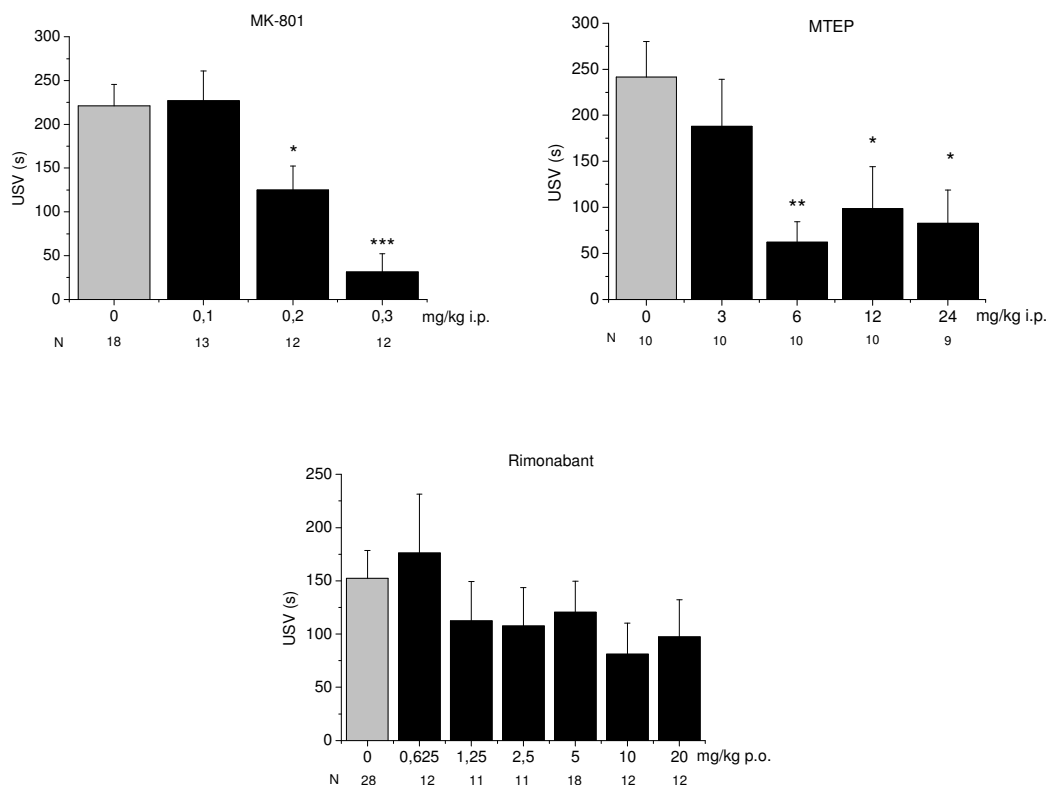 MK-801
300
250
200
150
100
50
0
USV (s)
*
***
0 0,1 0,2 0,3 mg/kg i.p.
N 18 13 12 12
MTEP
300
250
200
150
100
50
0
USV (s)
**
*
*
0 3 6 12 24 mg/kg i.p.
N 10 10 10 10 9
Rimonabant
250
200
150
100
50
0
USV (s)
0 0,625 1,25 2,5 5 10 20 mg/kg p.o.
N 28 12 11 11 18 12 12